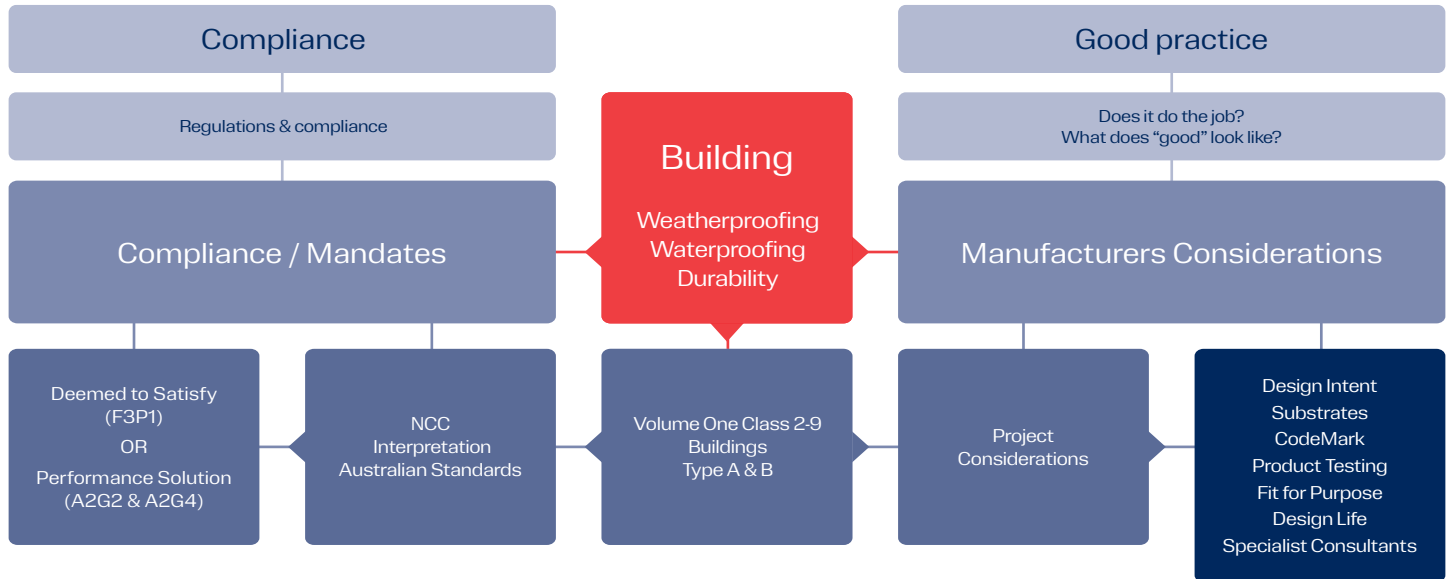 Compliance
Good practice
Regulations & compliance
Does it do the job?
What does “good” look like?
Building
Weatherproofing
Waterproofing
Durability
Compliance / Mandates
Manufacturers Considerations
Deemed to Satisfy
(F3P1)
OR
Performance Solution
(A2G2 & A2G4)
NCC
Interpretation
Australian Standards
Volume One Class 2-9
Buildings
Type A & B
Project
Considerations
Design Intent
Substrates
CodeMark
Product Testing
Fit for Purpose
Design Life
Specialist Consultants